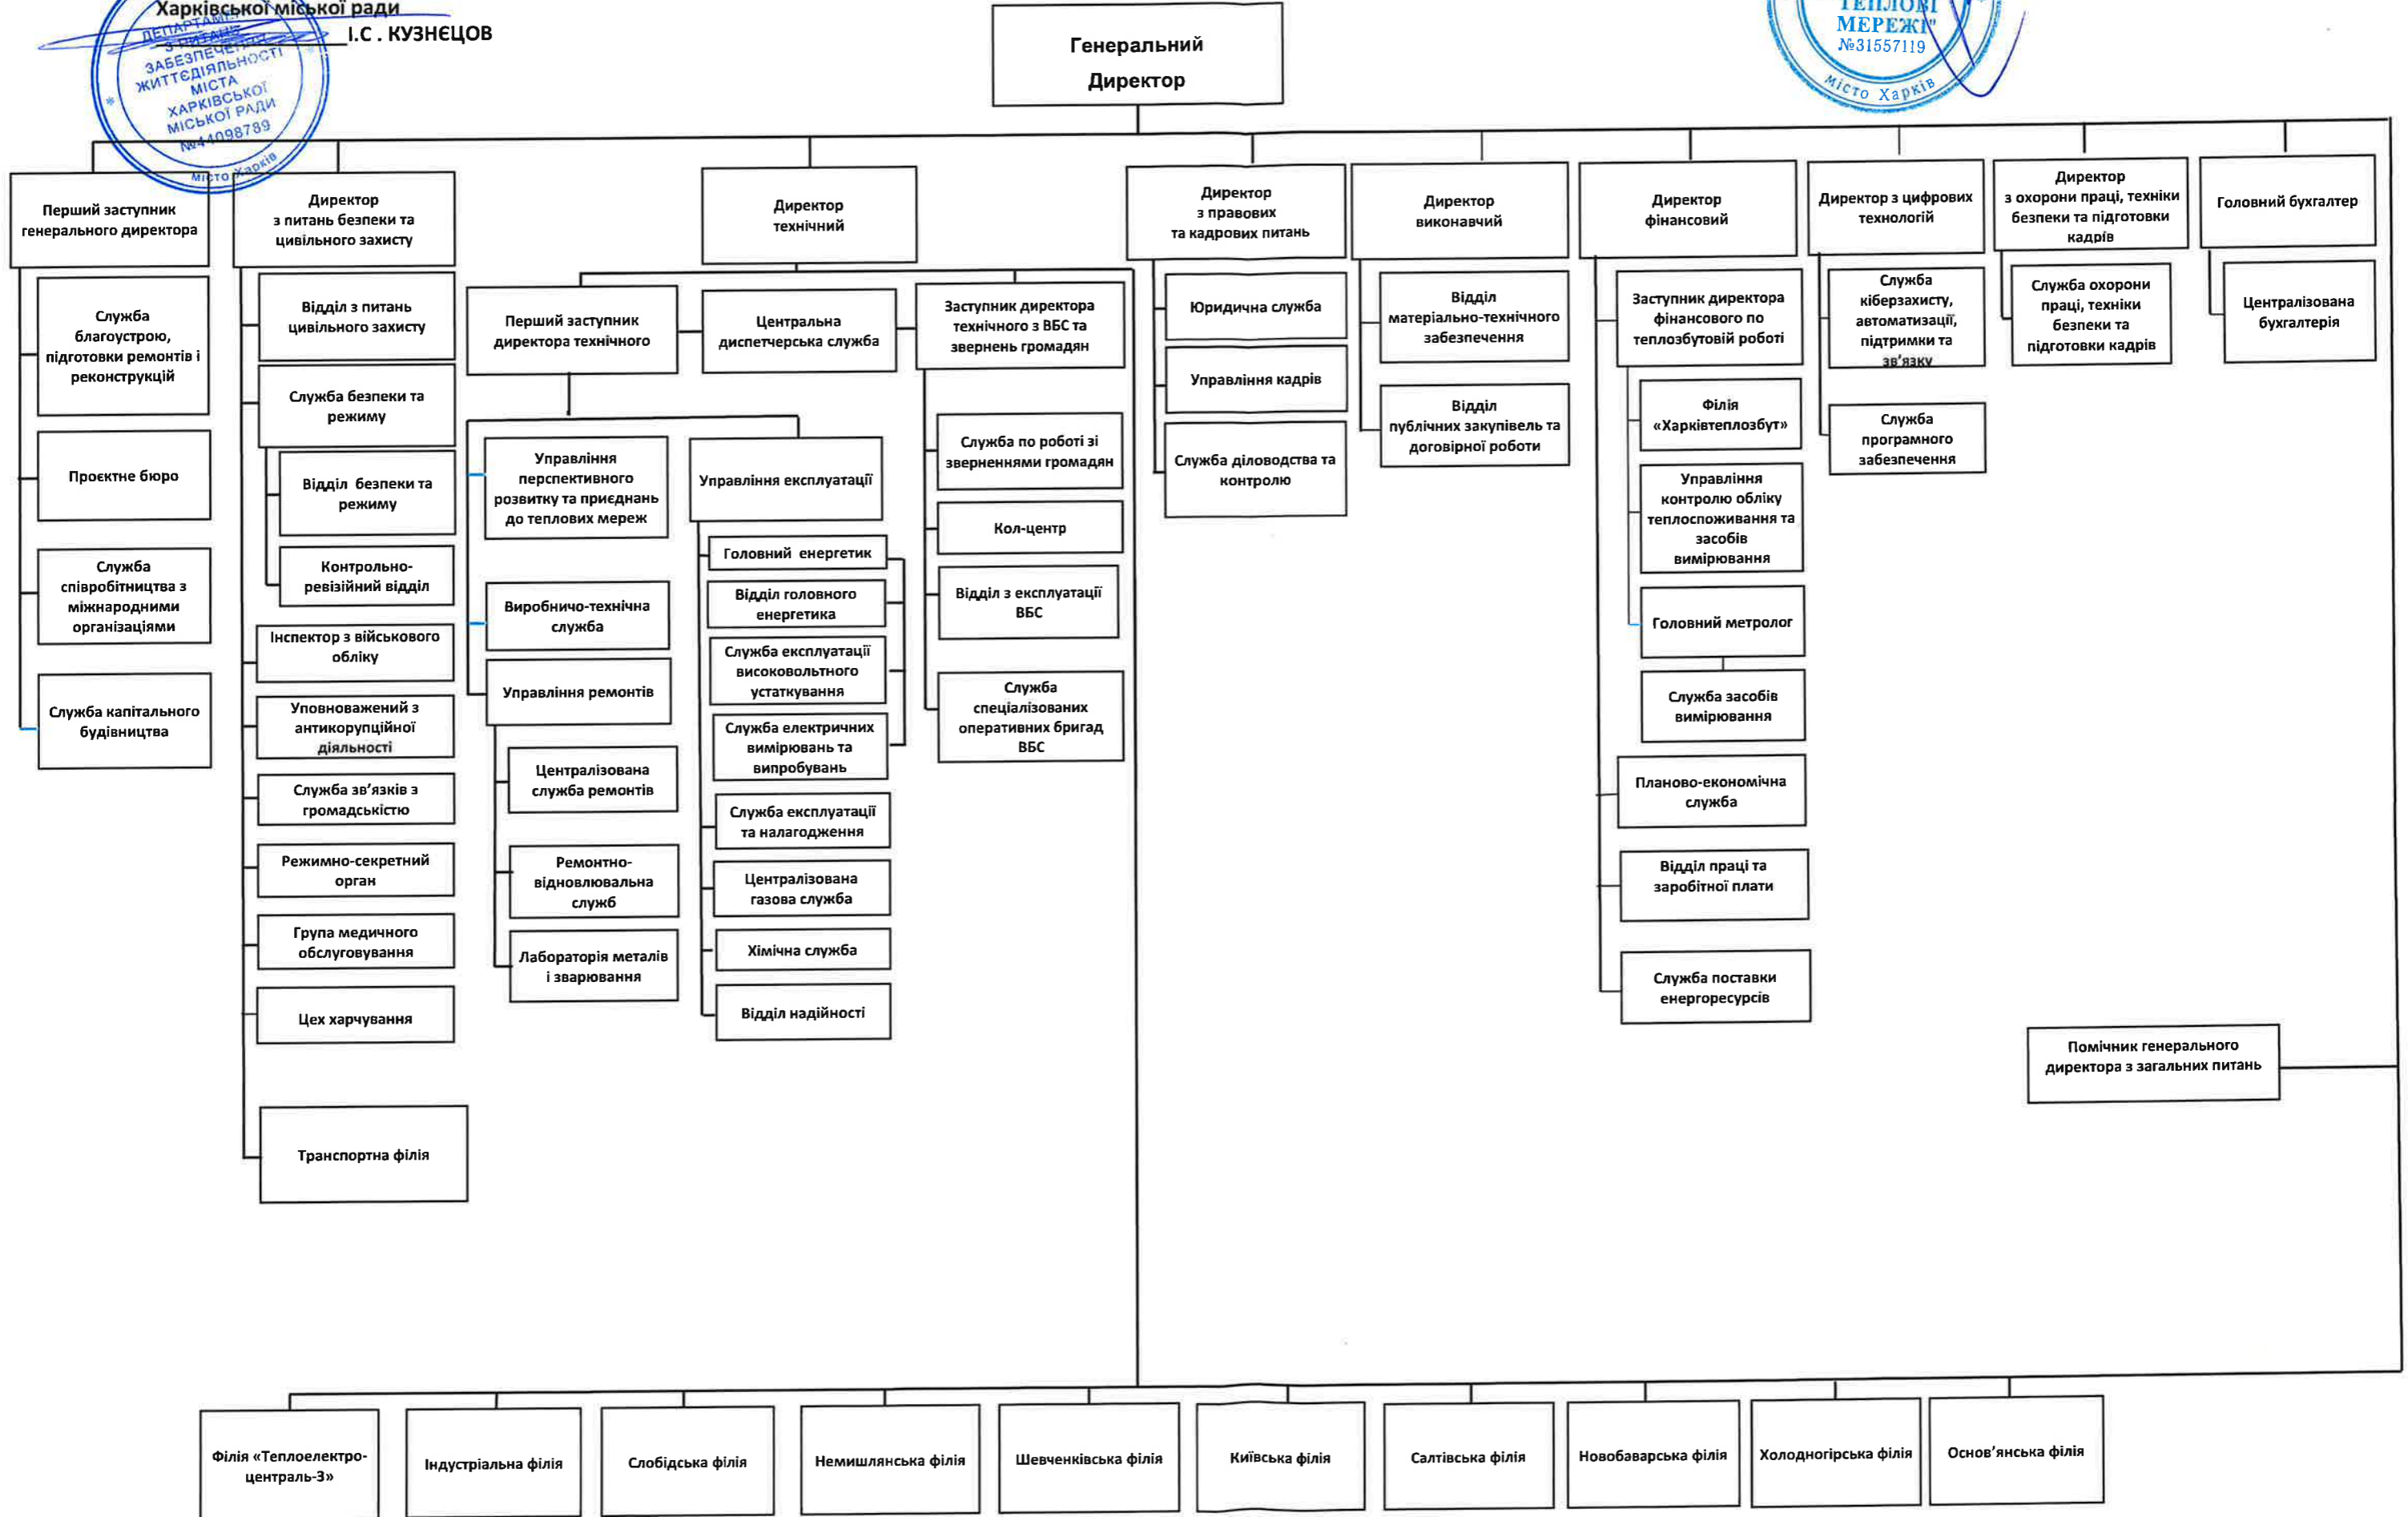 Харківської міської ради
І.С . КУЗНЄЦОВ
ДЕПАРТАМЕНТ
З ПИТАНЬ
ЗАБЕЗПЕЧЕННЯ
ЖИТТЄДІЯЛЬНОСТІ
МІСТА
ХАРКІВСЬКОЇ
МІСЬКОЇ РАДИ
№44098789
місто Харків
ТЕПЛОВІ
МЕРЕЖІ"
№31557119
місто Харків
Генеральний
Директор
Перший заступник
генерального директора
Директор
з питань безпеки та
цивільного захисту
Директор
технічний
Директор
з правових
та кадрових питань
Директор
виконавчий
Директор
фінансовий
Директор з цифрових
технологій
Директор
з охорони праці, техніки
безпеки та підготовки
кадрів
Головний бухгалтер
Служба
благоустрою,
підготовки ремонтів і
реконструкцій
Проєктне бюро
Служба
співробітництва з
міжнародними
організаціями
Служба капітального
будівництва
Відділ з питань
цивільного захисту
Служба безпеки та
режиму
Відділ безпеки та
режиму
Контрольно-
ревізійний відділ
Інспектор з військового
обліку
Уповноважений з
антикорупційної
діяльності
Служба зв’язків з
громадськістю
Режимно-секретний
орган
Група медичного
обслуговування
Цех харчування
Транспортна філія
Перший заступник
директора технічного
Центральна
диспетчерська служба
Заступник директора
технічного з ВБС та
звернень громадян
Управління
перспективного
розвитку та приєднань
до теплових мереж
Виробничо-технічна
служба
Управління ремонтів
Централізована
служба ремонтів
Ремонтно-
відновлювальна
служб
Лабораторія металів
і зварювання
Управління експлуатації
Головний енергетик
Відділ головного
енергетика
Служба експлуатації
високовольтного
устаткування
Служба електричних
вимірювань та
випробувань
Служба експлуатації
та налагодження
Централізована
газова служба
Хімічна служба
Відділ надійності
Служба по роботі зі
зверненнями громадян
Кол-центр
Відділ з експлуатації
ВБС
Служба
спеціалізованих
оперативних бригад
ВБС
Юридична служба
Управління кадрів
Служба діловодства та
контролю
Відділ
матеріально-технічного
забезпечення
Відділ
публічних закупівель та
договірної роботи
Заступник директора
фінансового по
теплозбутовій роботі
Філія
«Харківтеплозбут»
Управління
контролю обліку
теплоспоживання та
засобів
вимірювання
Головний метролог
Служба засобів
вимірювання
Планово-економічна
служба
Відділ праці та
заробітної плати
Служба поставки
енергоресурсів
Служба
кіберзахисту,
автоматизації,
підтримки та
зв’язку
Служба
програмного
забезпечення
Служба охорони
праці, техніки
безпеки та
підготовки кадрів
Централізована
бухгалтерія
Помічник генерального
директора з загальних питань
Філія «Теплоелектро-
централь-3»
Індустріальна філія
Слобідська філія
Немишлянська філія
Шевченківська філія
Київська філія
Салтівська філія
Новобаварська філія
Холодногірська філія
Основ’янська філія